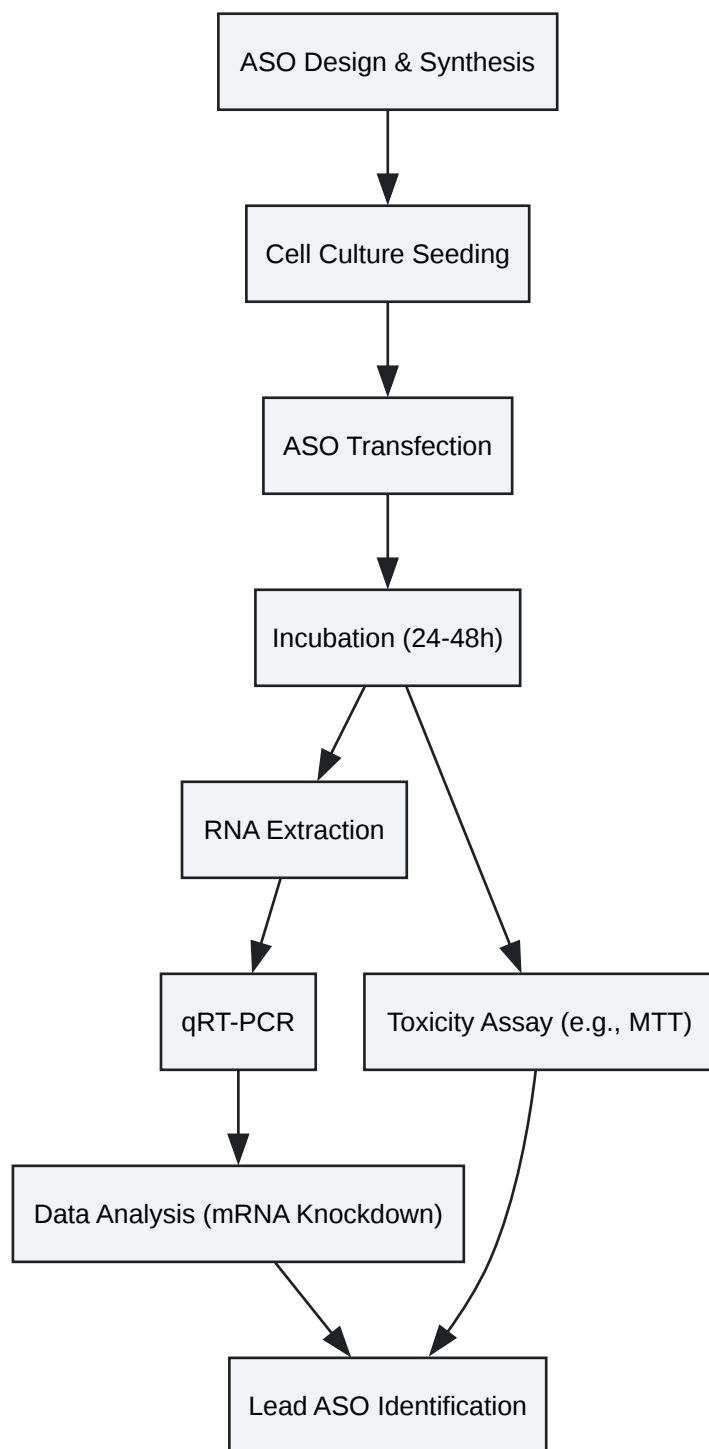 ASO Design & Synthesis
Cell Culture Seeding
ASO Transfection
Incubation (24-48h)
RNA Extraction
qRT-PCR
Toxicity Assay (e.g., MTT)
Data Analysis (mRNA Knockdown)
Lead ASO Identification